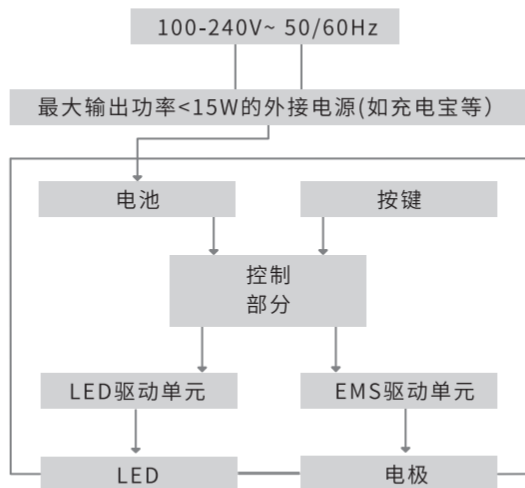 100-240V~ 50/60Hz
最大输出功率<15W的外接电源(如充电宝等）
电池
按键
控制
部分
LED驱动单元
EMS驱动单元
LED
电极